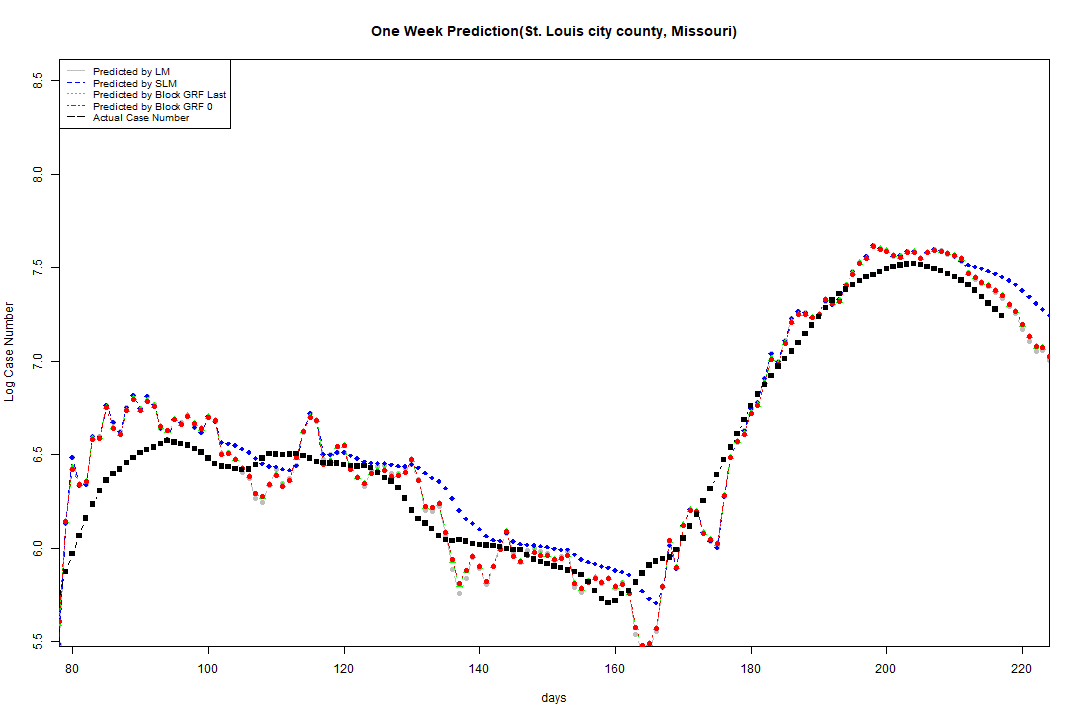 One Week Prediction(St. Louis city county, Missouri)
Predicted by LM
Predicted by SLM
Predicted by Block GRF Last
Predicted by Block GRF 0
Actual Case Number
Log Case Number
8.5
8.0
7.5
7.0
6.5
6.0
5.5
80 100 120 140 160 180 200 220
days